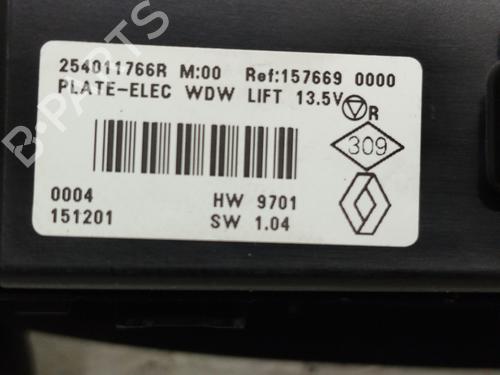 254011766R M:00 Ref:157669 0000
PLATE-ELEC WDW LIFT 13.5V R
309
0004 HW 9701
151201 SW 1.04
B-PARTS